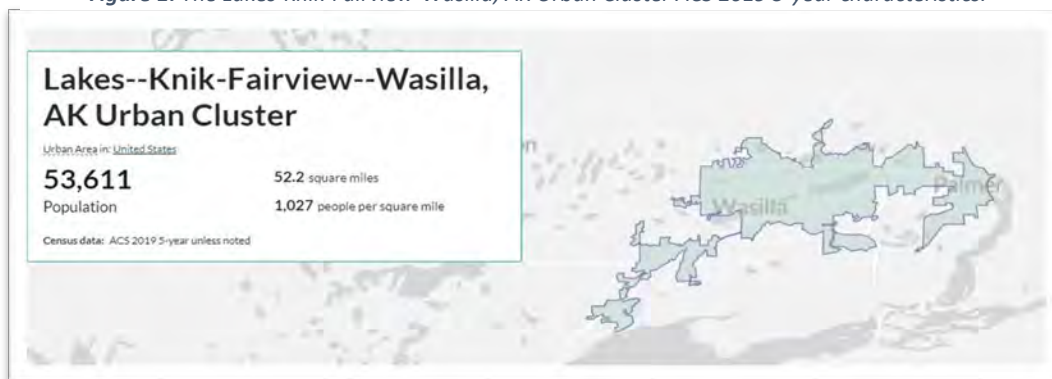 Lakes--Knik-Fairview--Wasilla,
AK Urban Cluster
Urban Area in: United States
53,611
Population
52.2 square miles
1,027 people per square mile
Census data: ACS 2019 5-year unless noted
Wasilla
Palmer